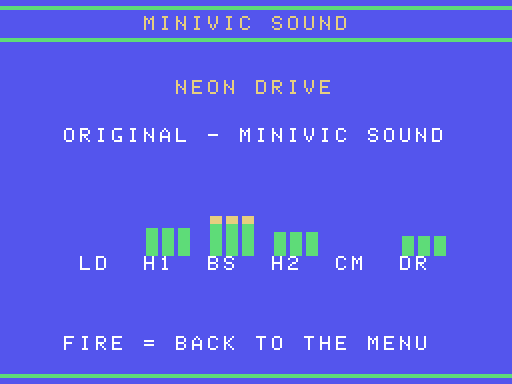 MINIVIC SOUND
NEON DRIVE
ORIGINAL - MINIVIC SOUND
LD H1 BS H2 CM DR
FIRE = BACK TO THE MENU